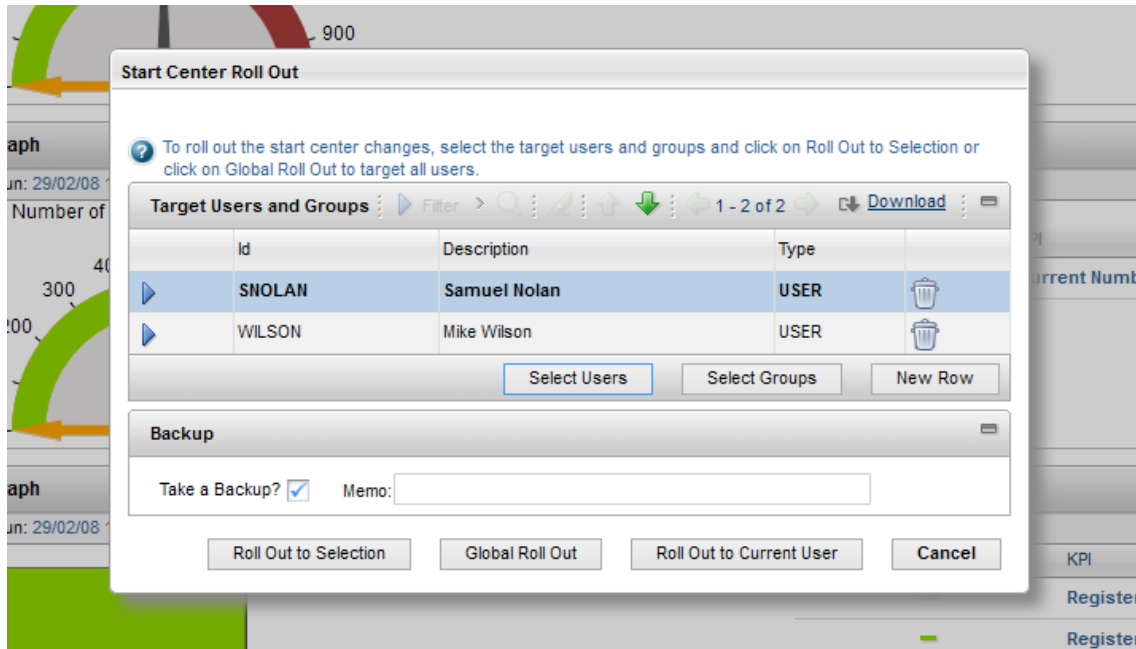 900
Start Center Roll Out
To roll out the start center changes, select the target users and groups and click on Roll Out to Selection or
click on Global Roll Out to target all users.
aph
un: 29/02/08
Number of
Target Users and Groups Filter 1 - 2 of 2 Download
Id Description Type
300
200
SNOLAN Samuel Nolan USER
urrent Numb
WILSON Mike Wilson USER
Select Users Select Groups New Row
Backup
aph
Take a Backup? Memo:
un: 29/02/08
Roll Out to Selection Global Roll Out Roll Out to Current User Cancel
KPI
Register
Register